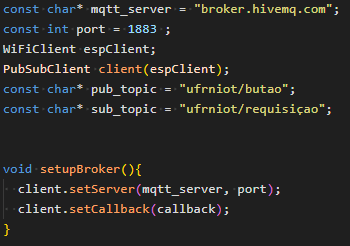 const char* mqtt_server = "broker.hivemq.com";
const int port = 1883 ;
WiFiClient espClient;
PubSubClient client(espClient);
const char* pub_topic = "ufrniot/butao";
const char* sub_topic = "ufrniot/requisiçao";
void setupBroker(){
client.setServer(mqtt_server, port);
client.setCallback(callback);
}